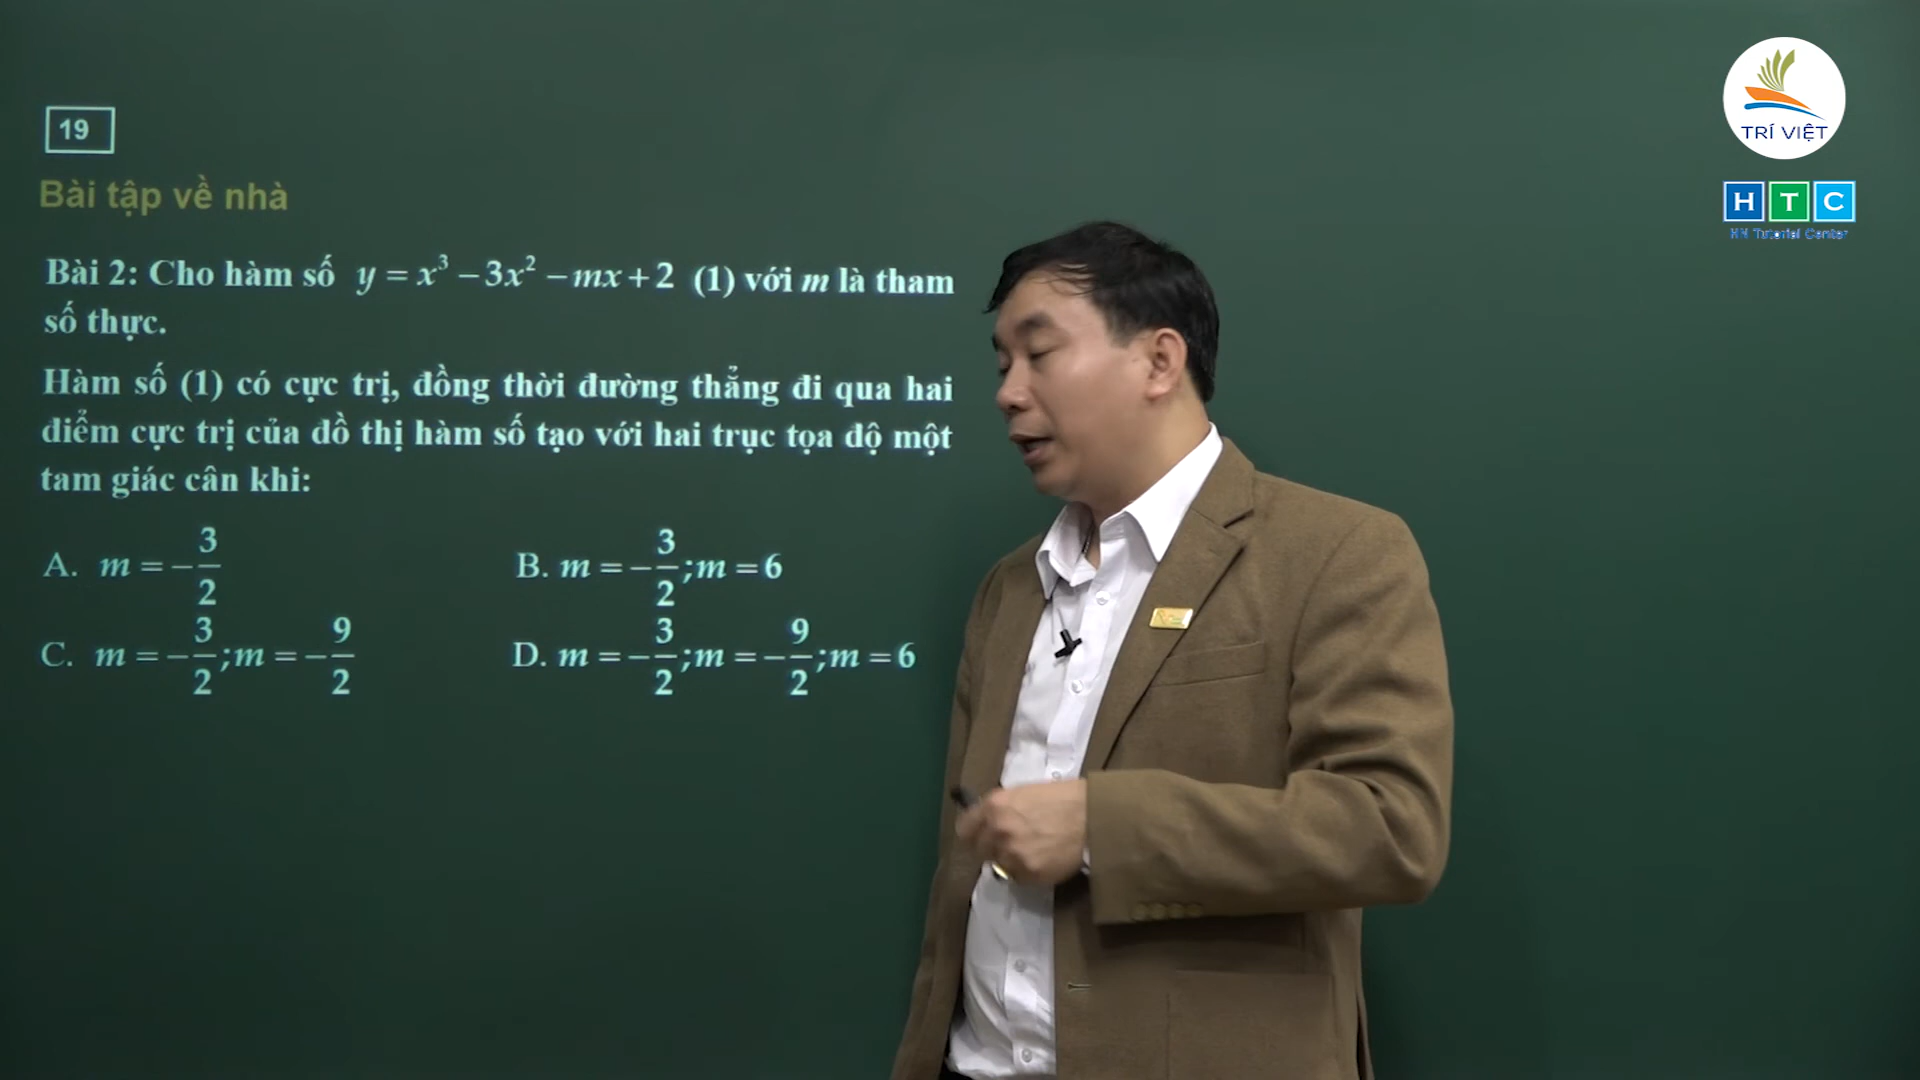 TRÍ VIỆT
H T C
HN Tutorial Center
19
Bài tập về nhà
Bài 2: Cho hàm số y = x³ − 3x² − mx + 2 (1) với m là tham
số thực.
Hàm số (1) có cực trị, đồng thời đường thẳng đi qua hai
điểm cực trị của đồ thị hàm số tạo với hai trục tọa độ một
tam giác cân khi:
A. m = −3/2 B. m = −3/2; m = 6
C. m = −3/2; m = −9/2 D. m = −3/2; m = −9/2; m = 6